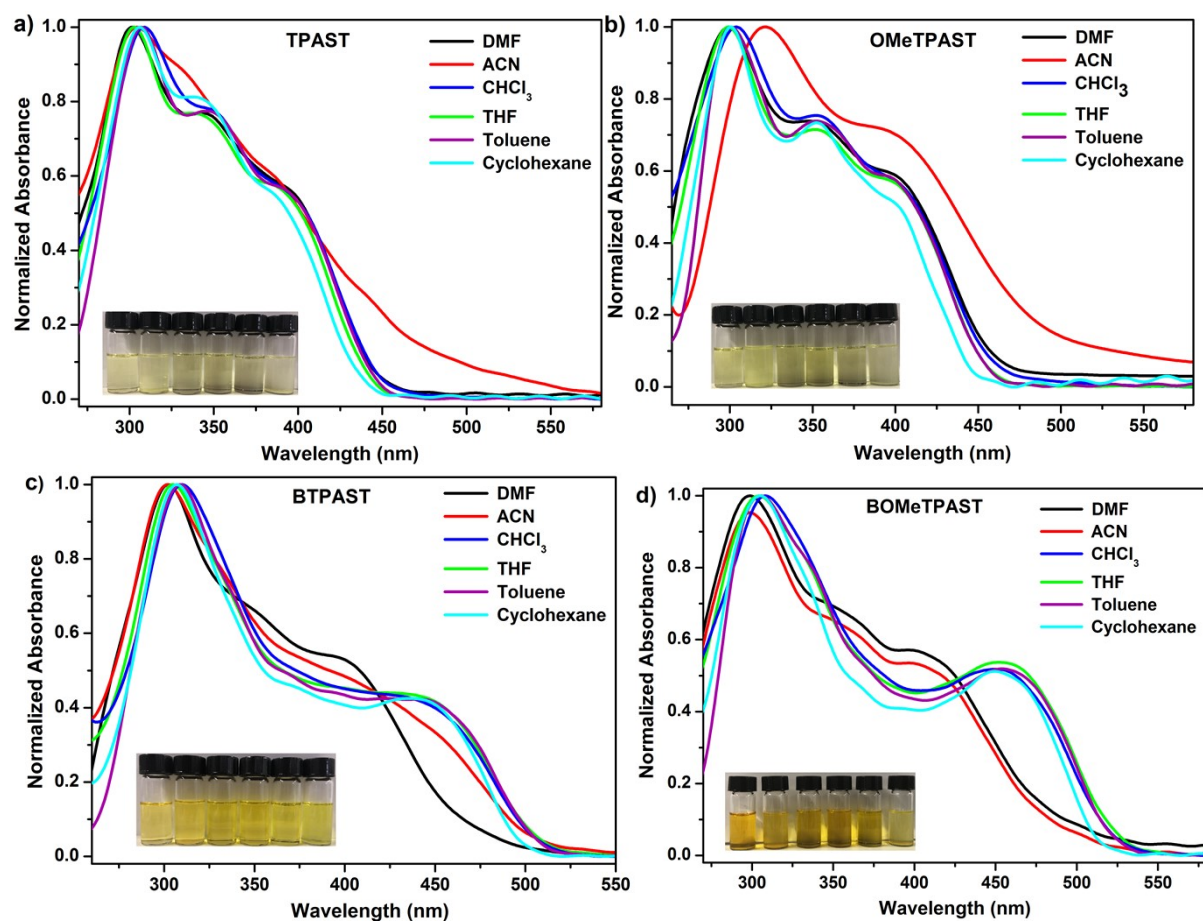 a)
TPAST
DMF
ACN
CHCl3
THF
Toluene
Cyclohexane
Normalized Absorbance
1.0
0.8
0.6
0.4
0.2
0.0
300 350 400 450 500 550
Wavelength (nm)
b)
OMeTPAST
DMF
ACN
CHCl3
THF
Toluene
Cyclohexane
Normalized Absorbance
1.0
0.8
0.6
0.4
0.2
0.0
300 350 400 450 500 550
Wavelength (nm)
c)
BTPAST
DMF
ACN
CHCl3
THF
Toluene
Cyclohexane
Normalized Absorbance
1.0
0.8
0.6
0.4
0.2
0.0
300 350 400 450 500 550
Wavelength (nm)
d)
BOMeTPAST
DMF
ACN
CHCl3
THF
Toluene
Cyclohexane
Normalized Absorbance
1.0
0.8
0.6
0.4
0.2
0.0
300 350 400 450 500 550
Wavelength (nm)